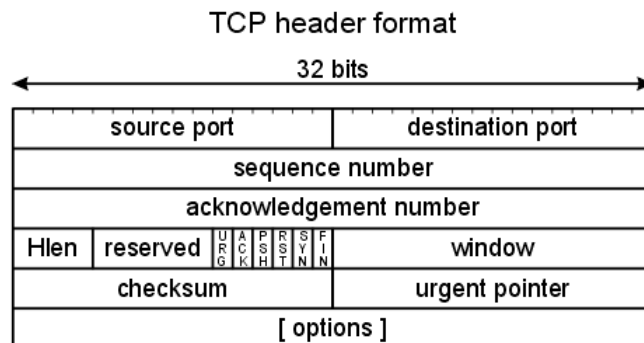 TCP header format
32 bits
source port destination port
sequence number
acknowledgement number
Hlen reserved URG ACK PSH RST SYN FIN window
checksum urgent pointer
[ options ]